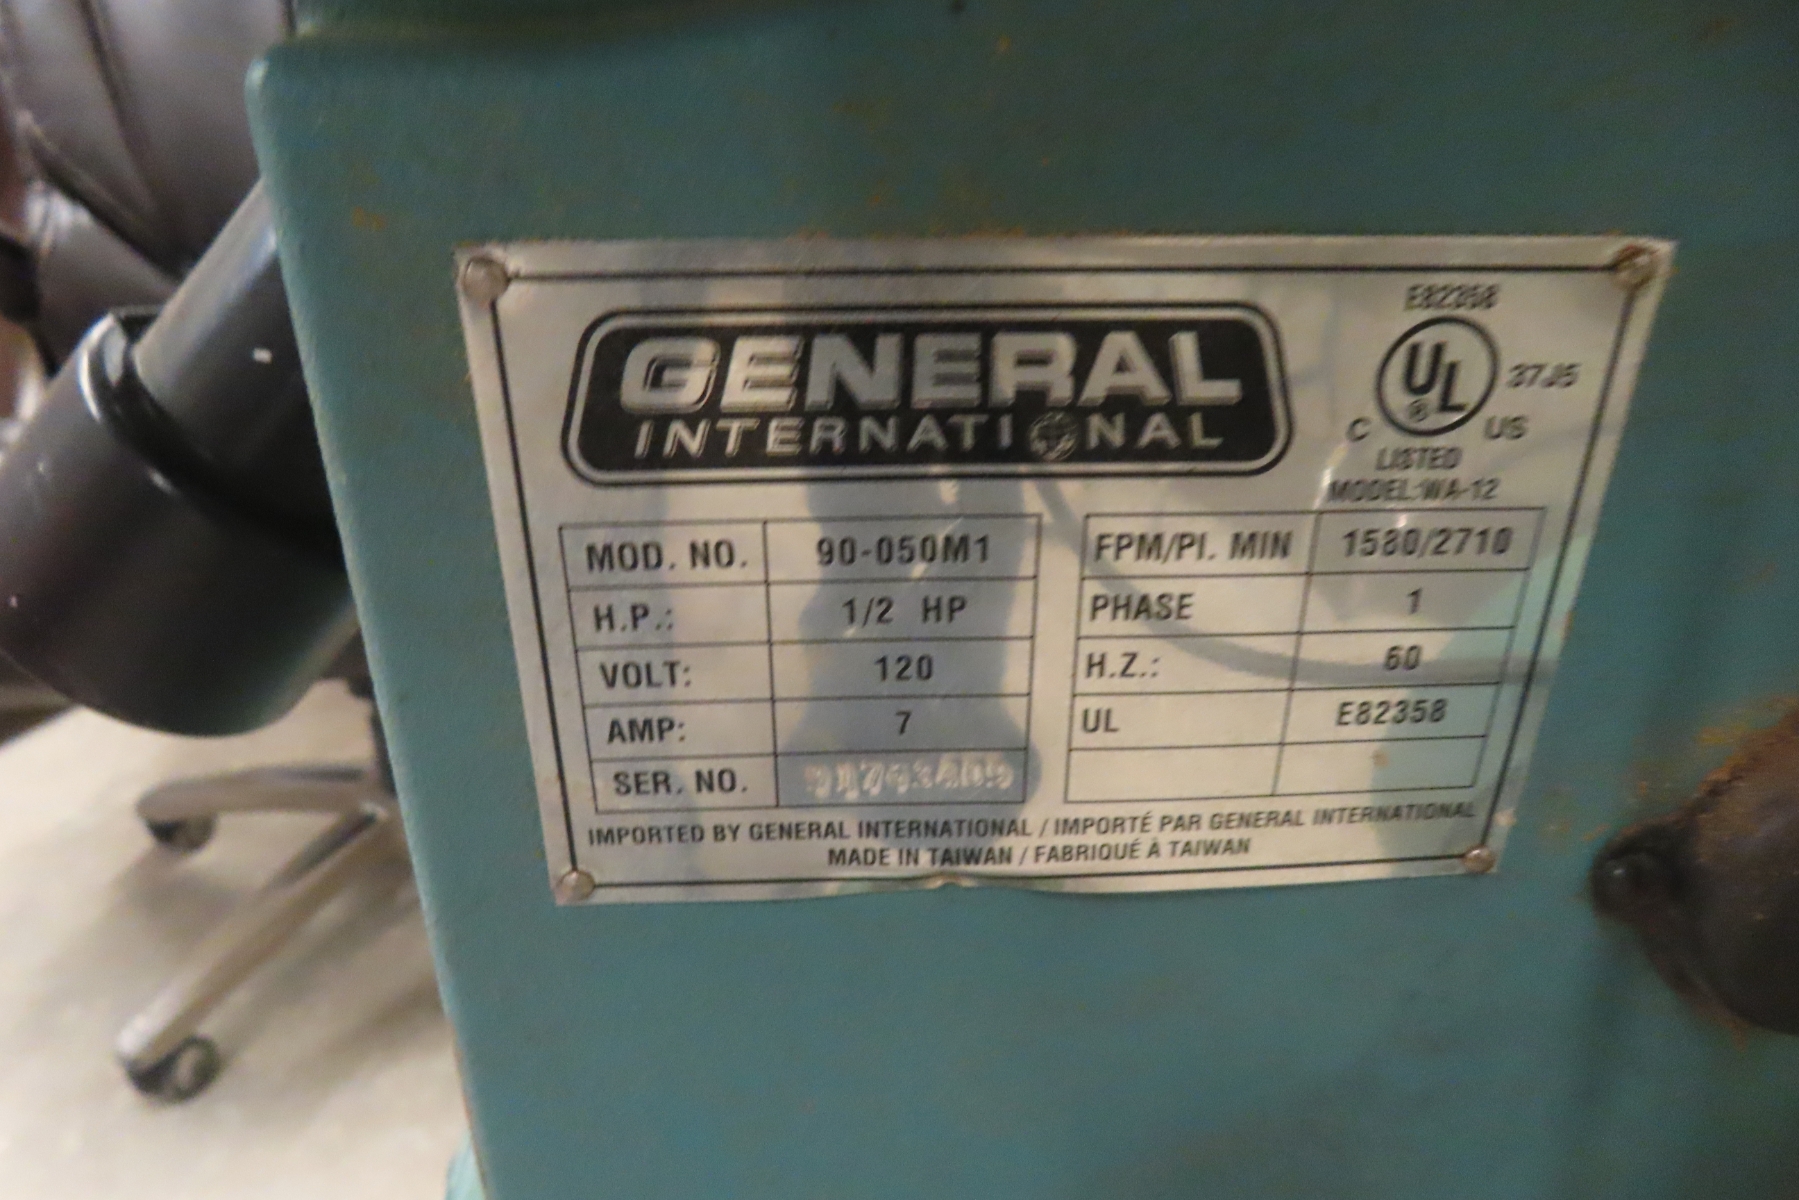 GENERAL
INTERNATIONAL
E82358
UL
®
37J5
C US
LISTED
MODEL:WA-12
MOD. NO. 90-050M1
H.P.: 1/2 HP
VOLT: 120
AMP: 7
SER. NO.
FPM/PI. MIN 1580/2710
PHASE 1
H.Z.: 60
UL E82358
IMPORTED BY GENERAL INTERNATIONAL / IMPORTÉ PAR GENERAL INTERNATIONAL
MADE IN TAIWAN / FABRIQUÉ À TAIWAN